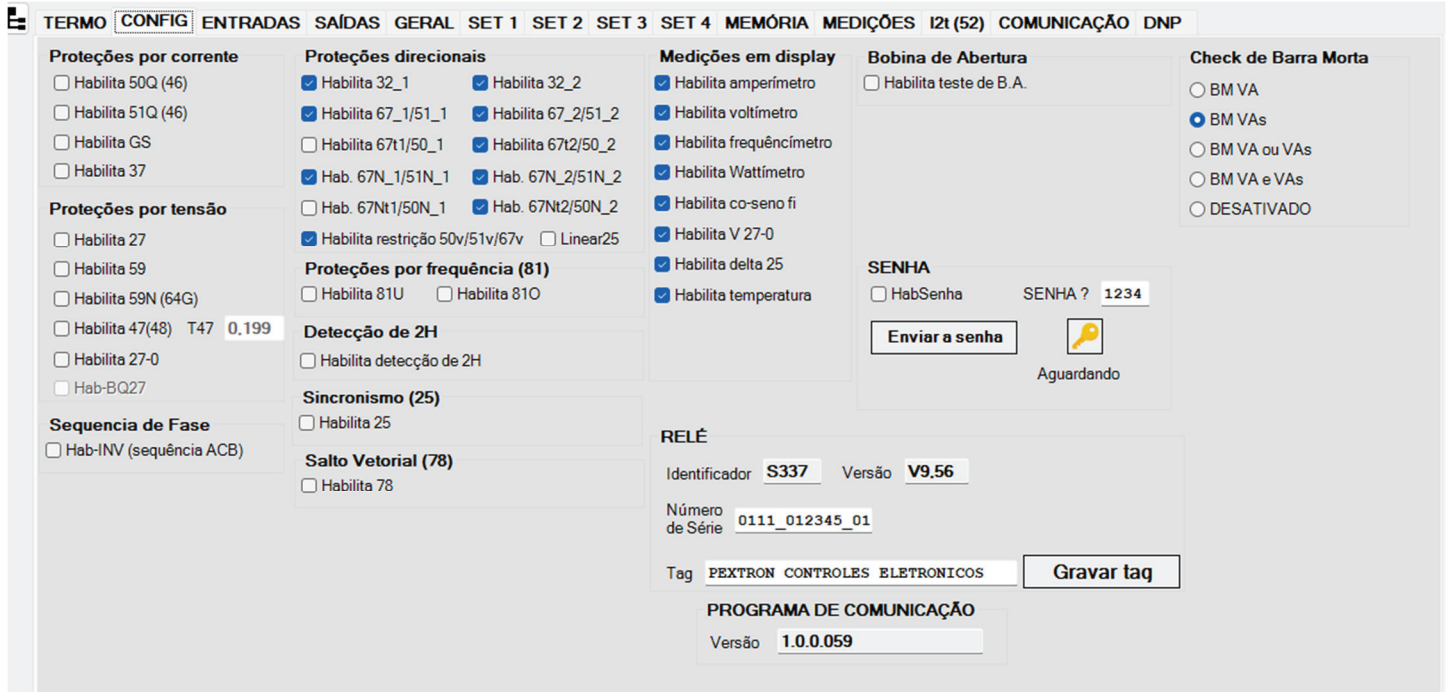 TERMO CONFIG ENTRADAS SAÍDAS GERAL SET 1 SET 2 SET 3 SET 4 MEMÓRIA MEDIÇÕES I2t (52) COMUNICAÇÃO DNP
Proteções por corrente
Habilita 50Q (46)
Habilita 51Q (46)
Habilita GS
Habilita 37
Proteções por tensão
Habilita 27
Habilita 59
Habilita 59N (64G)
Habilita 47(48) T47 0.199
Habilita 27-0
Hab-BQ27
Sequencia de Fase
Hab-INV (sequência ACB)
Proteções direcionais
Habilita 32_1 Habilita 32_2
Habilita 67_1/51_1 Habilita 67_2/51_2
Habilita 67t1/50_1 Habilita 67t2/50_2
Hab. 67N_1/51N_1 Hab. 67N_2/51N_2
Hab. 67Nt1/50N_1 Hab. 67Nt2/50N_2
Habilita restrição 50v/51v/67v Linear25
Proteções por frequência (81)
Habilita 81U Habilita 81O
Detecção de 2H
Habilita detecção de 2H
Sincronismo (25)
Habilita 25
Salto Vetorial (78)
Habilita 78
Medições em display
Habilita amperímetro
Habilita voltímetro
Habilita frequêncímetro
Habilita Wattímetro
Habilita co-seno fi
Habilita V 27-0
Habilita delta 25
Habilita temperatura
Bobina de Abertura
Habilita teste de B.A.
Check de Barra Morta
BM VA
BM VAs
BM VA ou VAs
BM VA e VAs
DESATIVADO
SENHA
HabSenha SENHA ? 1234
Enviar a senha
Aguardando
RELÉ
Identificador S337 Versão V9.56
Número
de Série 0111_012345_01
Tag PEXTRON CONTROLES ELETRONICOS Gravar tag
PROGRAMA DE COMUNICAÇÃO
Versão 1.0.0.059